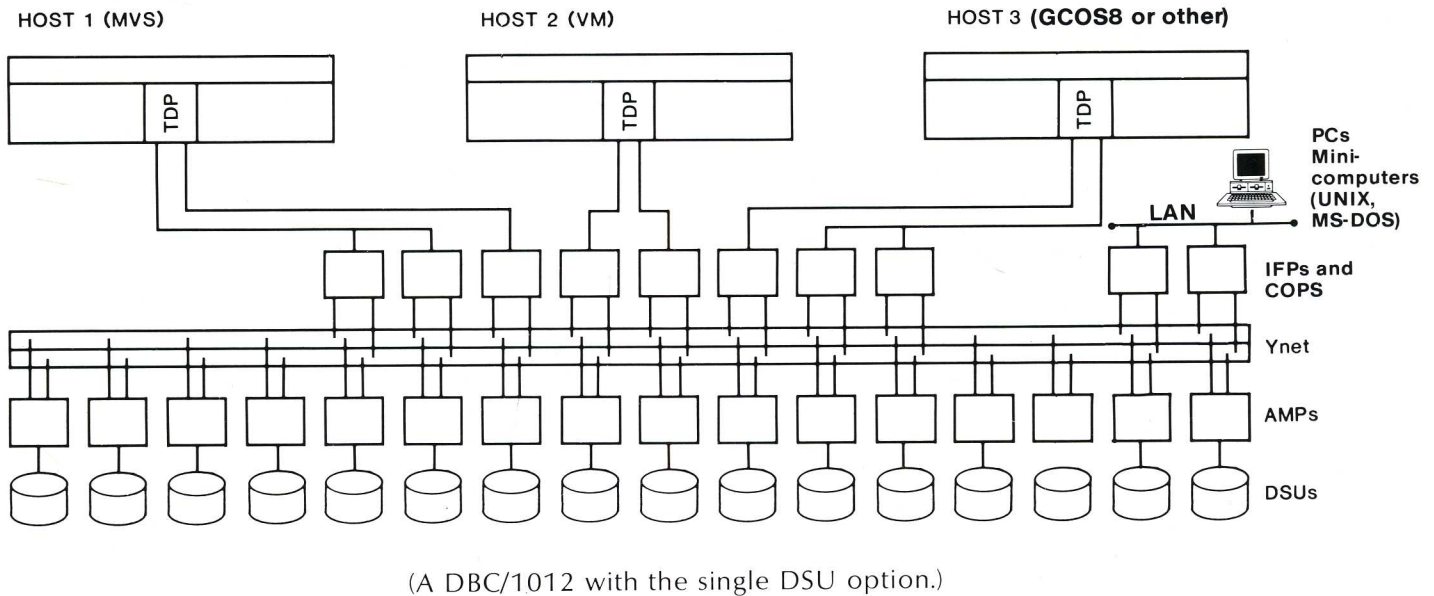 HOST 1 (MVS)
HOST 2 (VM)
HOST 3 (GCOS8 or other)
TDP
TDP
TDP
PCs
Mini-
computers
(UNIX,
MS-DOS)
LAN
IFPs and
COPS
Ynet
AMPs
DSUs
(A DBC/1012 with the single DSU option.)